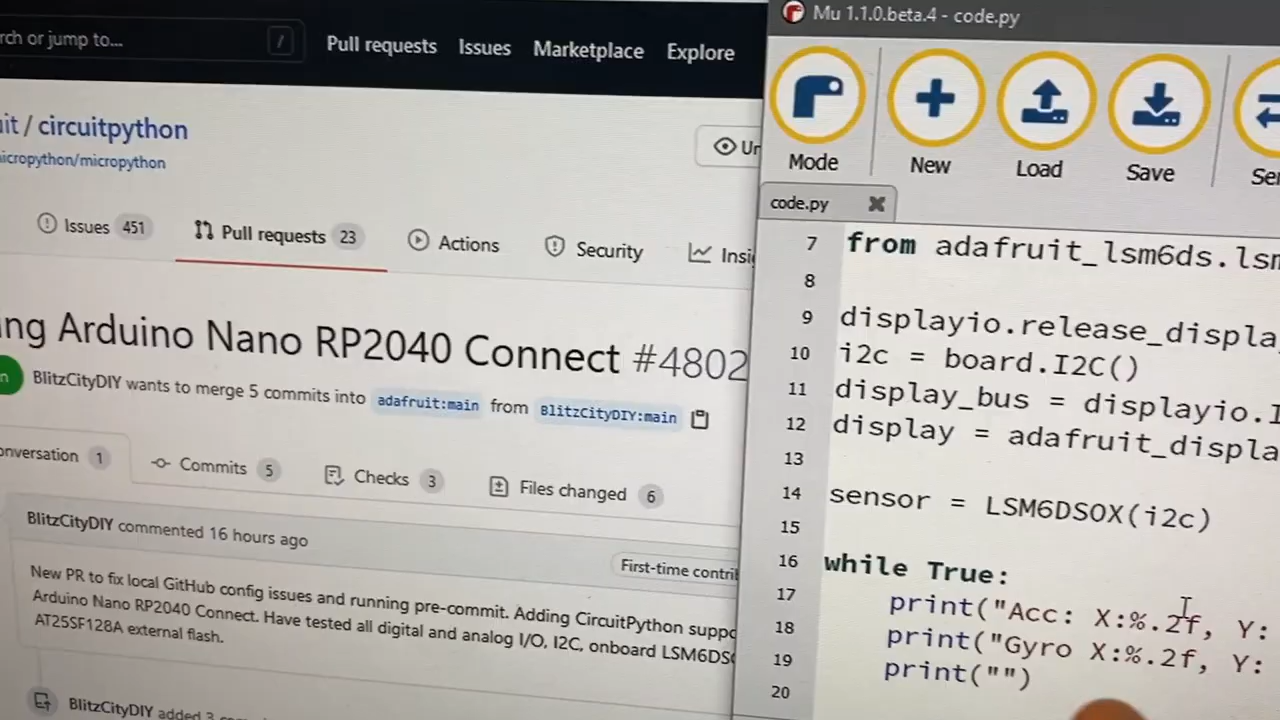 rch or jump to... /
Pull requests Issues Marketplace Explore
it / circuitpython
icropython/micropython
Issues 451
Pull requests 23
Actions
Security
Conversation 1
ng Arduino Nano RP2040 Connect #4802
BlitzCityDIY wants to merge 5 commits into adafruit:main from BlitzCityDIY:main
Commits 5
Checks 3
Files changed 6
BlitzCityDIY commented 16 hours ago
First-time contri
New PR to fix local GitHub config issues and running pre-commit. Adding CircuitPython suppo
Arduino Nano RP2040 Connect. Have tested all digital and analog I/O, I2C, onboard LSM6DS
AT25SF128A external flash.
BlitzCityDIY added 3
Mu 1.1.0.beta.4 - code.py
Mode
New
Load
Save
Ser
code.py
7 from adafruit_lsm6ds.lsm
8
9 displayio.release_displa
10 i2c = board.I2C()
11 display_bus = displayio.I
12 display = adafruit_displa
13
14 sensor = LSM6DSOX(i2c)
15
16 while True:
17 print("Acc: X:%.2f, Y:
18 print("Gyro X:%.2f, Y:
19 print("")
20